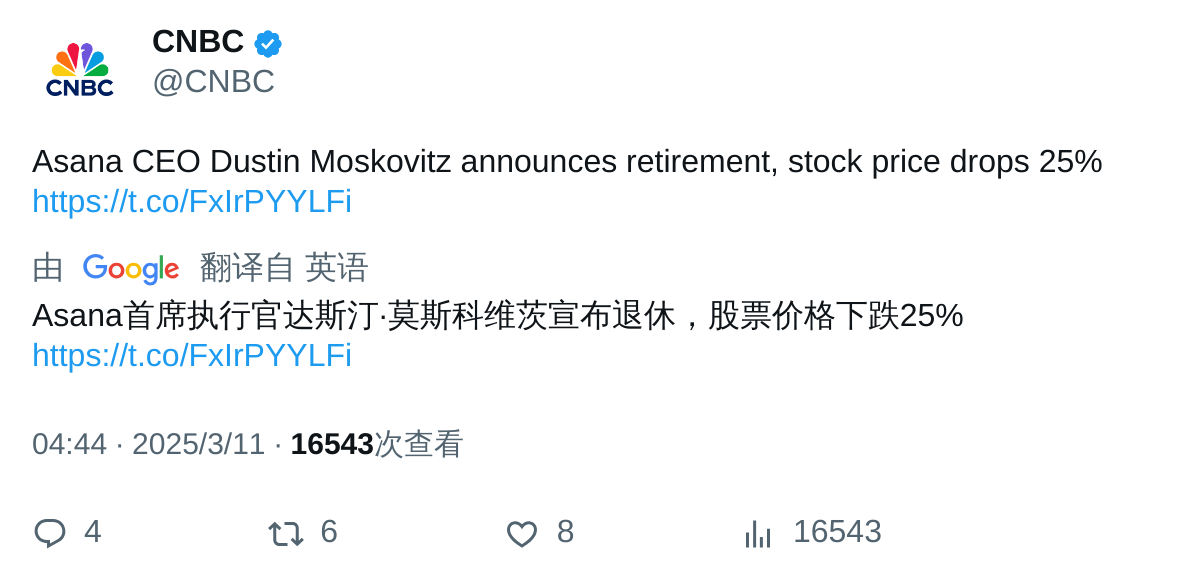 CNBC
CNBC
@CNBC
Asana CEO Dustin Moskovitz announces retirement, stock price drops 25%
https://t.co/FxIrPYYLFi
由 Google 翻译自 英语
Asana首席执行官达斯汀·莫斯科维茨宣布退休，股票价格下跌25%
https://t.co/FxIrPYYLFi
04:44 · 2025/3/11 · 16543次查看
4 6 8 16543